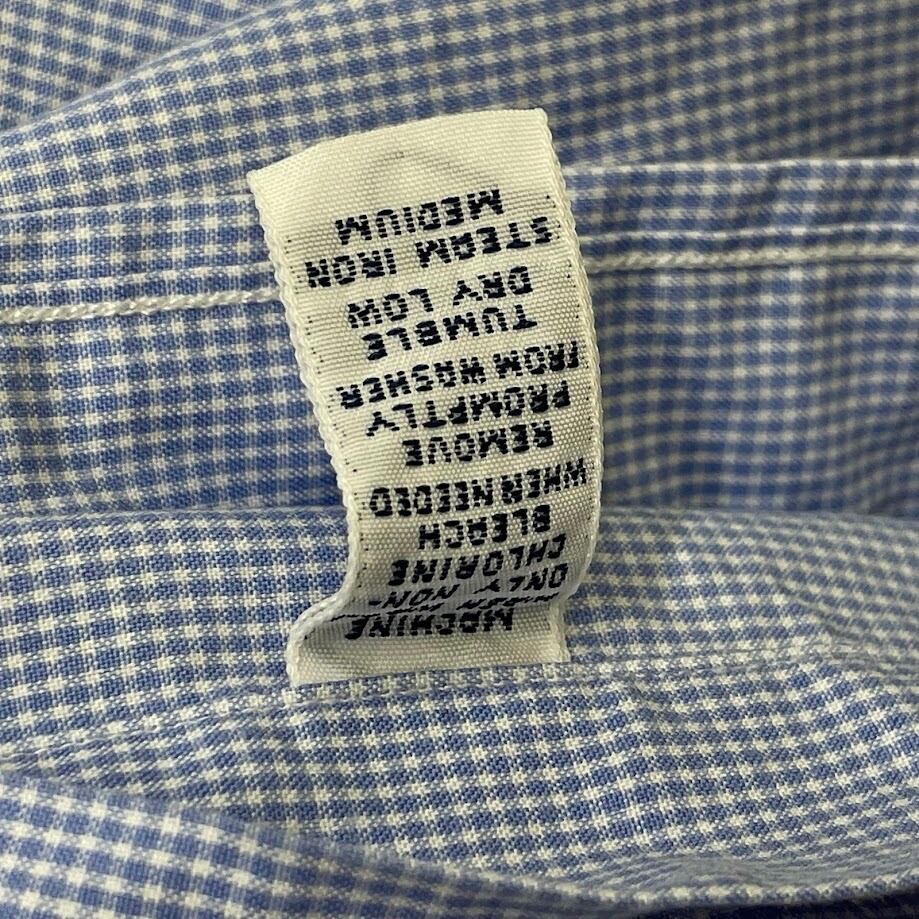 MACHINE
ONLY NON-
CHLORINE
BLEACH
WHEN NEEDED
REMOVE
PROMPTLY
FROM WASHER
TUMBLE
DRY LOW
STEAM IRON
MEDIUM